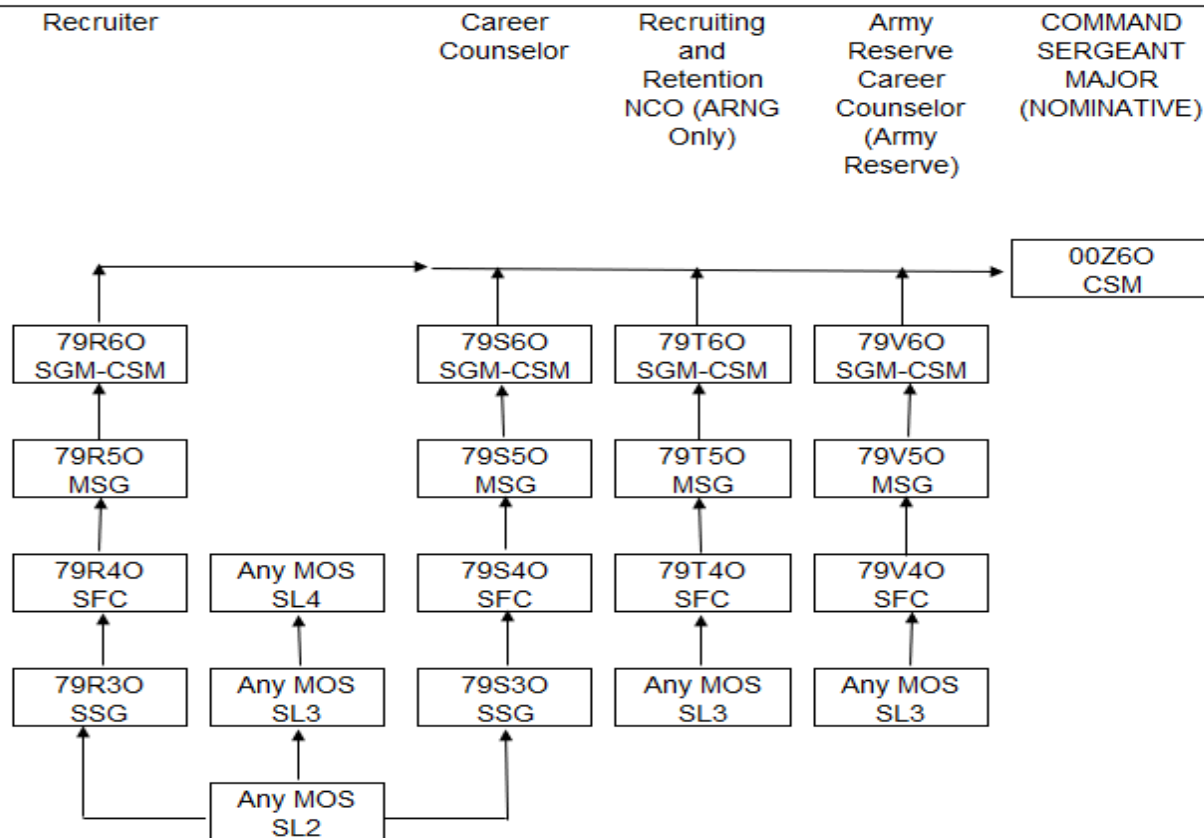 Recruiter
Career
Counselor
Recruiting
and
Retention
NCO (ARNG
Only)
Army
Reserve
Career
Counselor
(Army
Reserve)
COMMAND
SERGEANT
MAJOR
(NOMINATIVE)
00Z6O
CSM
79R6O
SGM-CSM
79S6O
SGM-CSM
79T6O
SGM-CSM
79V6O
SGM-CSM
79R5O
MSG
79S5O
MSG
79T5O
MSG
79V5O
MSG
79R4O
SFC
Any MOS
SL4
79S4O
SFC
79T4O
SFC
79V4O
SFC
79R3O
SSG
Any MOS
SL3
79S3O
SSG
Any MOS
SL3
Any MOS
SL3
Any MOS
SL2